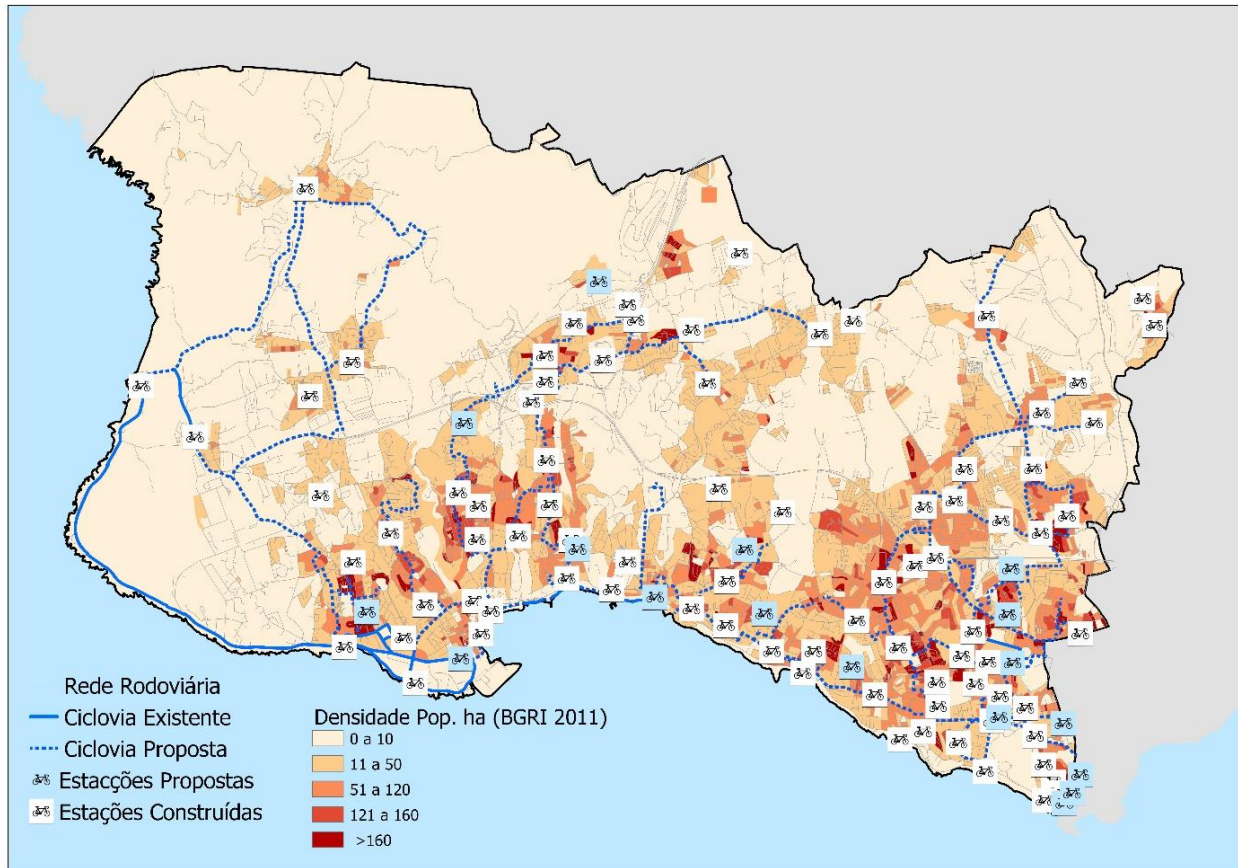 Rede Rodoviária
Ciclovia Existente
Ciclovia Proposta
Estacções Propostas
Estações Construídas
Densidade Pop. ha (BGRI 2011)
0 a 10
11 a 50
51 a 120
121 a 160
>160